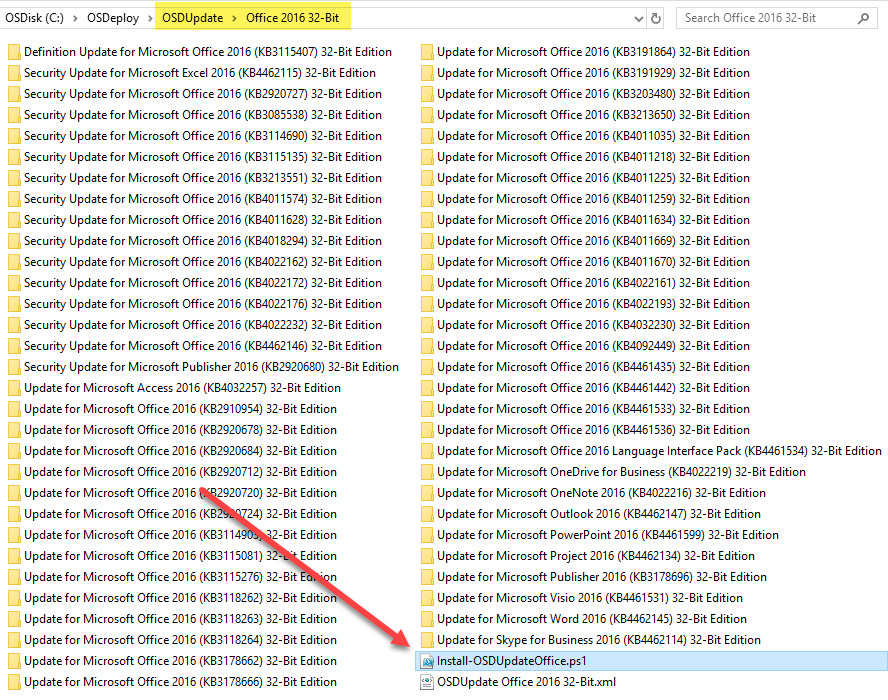 OSDisk (C:) > OSDeploy > OSDUpdate > Office 2016 32-Bit
Search Office 2016 32-Bit
Definition Update for Microsoft Office 2016 (KB3115407) 32-Bit Edition
Security Update for Microsoft Excel 2016 (KB4462115) 32-Bit Edition
Security Update for Microsoft Office 2016 (KB2920727) 32-Bit Edition
Security Update for Microsoft Office 2016 (KB3085538) 32-Bit Edition
Security Update for Microsoft Office 2016 (KB3114690) 32-Bit Edition
Security Update for Microsoft Office 2016 (KB3115135) 32-Bit Edition
Security Update for Microsoft Office 2016 (KB3213551) 32-Bit Edition
Security Update for Microsoft Office 2016 (KB4011574) 32-Bit Edition
Security Update for Microsoft Office 2016 (KB4011628) 32-Bit Edition
Security Update for Microsoft Office 2016 (KB4018294) 32-Bit Edition
Security Update for Microsoft Office 2016 (KB4022162) 32-Bit Edition
Security Update for Microsoft Office 2016 (KB4022172) 32-Bit Edition
Security Update for Microsoft Office 2016 (KB4022176) 32-Bit Edition
Security Update for Microsoft Office 2016 (KB4022232) 32-Bit Edition
Security Update for Microsoft Office 2016 (KB4462146) 32-Bit Edition
Security Update for Microsoft Publisher 2016 (KB2920680) 32-Bit Edition
Update for Microsoft Access 2016 (KB4032257) 32-Bit Edition
Update for Microsoft Office 2016 (KB2910954) 32-Bit Edition
Update for Microsoft Office 2016 (KB2920678) 32-Bit Edition
Update for Microsoft Office 2016 (KB2920684) 32-Bit Edition
Update for Microsoft Office 2016 (KB2920712) 32-Bit Edition
Update for Microsoft Office 2016 (KB2920720) 32-Bit Edition
Update for Microsoft Office 2016 (KB2920724) 32-Bit Edition
Update for Microsoft Office 2016 (KB3114903) 32-Bit Edition
Update for Microsoft Office 2016 (KB3115081) 32-Bit Edition
Update for Microsoft Office 2016 (KB3115276) 32-Bit Edition
Update for Microsoft Office 2016 (KB3118262) 32-Bit Edition
Update for Microsoft Office 2016 (KB3118263) 32-Bit Edition
Update for Microsoft Office 2016 (KB3118264) 32-Bit Edition
Update for Microsoft Office 2016 (KB3178662) 32-Bit Edition
Update for Microsoft Office 2016 (KB3178666) 32-Bit Edition
Update for Microsoft Office 2016 (KB3191864) 32-Bit Edition
Update for Microsoft Office 2016 (KB3191929) 32-Bit Edition
Update for Microsoft Office 2016 (KB3203480) 32-Bit Edition
Update for Microsoft Office 2016 (KB3213650) 32-Bit Edition
Update for Microsoft Office 2016 (KB4011035) 32-Bit Edition
Update for Microsoft Office 2016 (KB4011218) 32-Bit Edition
Update for Microsoft Office 2016 (KB4011225) 32-Bit Edition
Update for Microsoft Office 2016 (KB4011259) 32-Bit Edition
Update for Microsoft Office 2016 (KB4011634) 32-Bit Edition
Update for Microsoft Office 2016 (KB4011669) 32-Bit Edition
Update for Microsoft Office 2016 (KB4011670) 32-Bit Edition
Update for Microsoft Office 2016 (KB4022161) 32-Bit Edition
Update for Microsoft Office 2016 (KB4022193) 32-Bit Edition
Update for Microsoft Office 2016 (KB4032230) 32-Bit Edition
Update for Microsoft Office 2016 (KB4092449) 32-Bit Edition
Update for Microsoft Office 2016 (KB4461435) 32-Bit Edition
Update for Microsoft Office 2016 (KB4461442) 32-Bit Edition
Update for Microsoft Office 2016 (KB4461533) 32-Bit Edition
Update for Microsoft Office 2016 (KB4461536) 32-Bit Edition
Update for Microsoft Office 2016 Language Interface Pack (KB4461534) 32-Bit Edition
Update for Microsoft OneDrive for Business (KB4022219) 32-Bit Edition
Update for Microsoft OneNote 2016 (KB4022216) 32-Bit Edition
Update for Microsoft Outlook 2016 (KB4462147) 32-Bit Edition
Update for Microsoft PowerPoint 2016 (KB4461599) 32-Bit Edition
Update for Microsoft Project 2016 (KB4462134) 32-Bit Edition
Update for Microsoft Publisher 2016 (KB3178696) 32-Bit Edition
Update for Microsoft Visio 2016 (KB4461531) 32-Bit Edition
Update for Microsoft Word 2016 (KB4462145) 32-Bit Edition
Update for Skype for Business 2016 (KB4462114) 32-Bit Edition
Install-OSDUpdateOffice.ps1
OSDUpdate Office 2016 32-Bit.xml